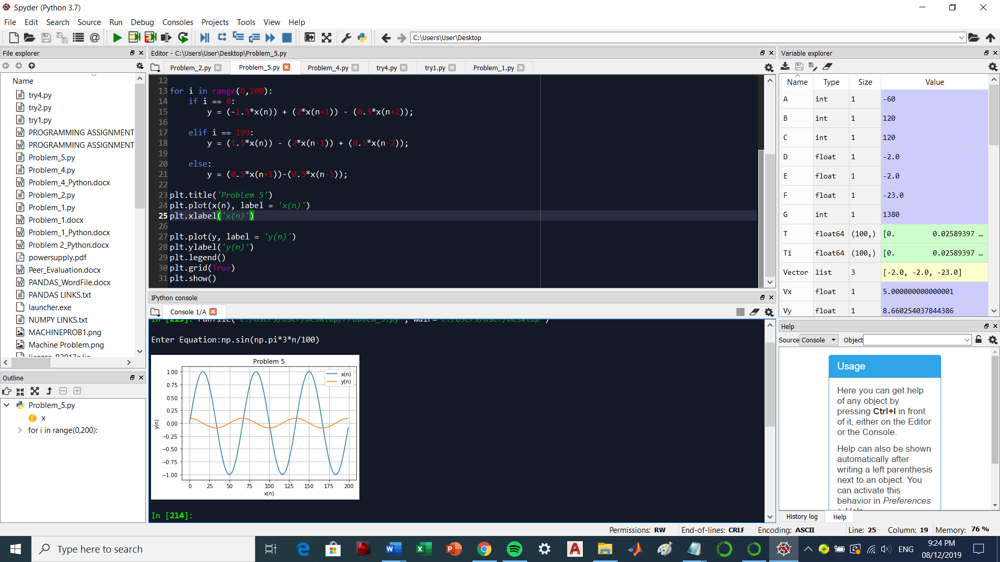 Spyder (Python 3.7)
File Edit Search Source Run Debug Consoles Projects Tools View Help
C:\Users\User\Desktop
File explorer
Name
try4.py
try2.py
try1.py
PROGRAMMING ASSIGNMENT
PROGRAMMING ASSIGNMENT
Problem_5.py
Problem_4.py
Problem_4_Python.docx
Problem_2.py
Problem_1.py
Problem_1.docx
Problem_1_Python.docx
Problem 2_Python.docx
powersupply.pdf
Peer_Evaluation.docx
PANDAS_WordFile.docx
PANDAS LINKS.txt
launcher.exe
NUMPY LINKS.txt
MACHINEPROB1.png
Machine Problem.png
license_R2017a.lic
Outline
Problem_5.py
x
for i in range(0,200):
Editor - C:\Users\User\Desktop\Problem_5.py
Problem_2.py Problem_5.py Problem_4.py try4.py try1.py Problem_1.py
12
13 for i in range(0,200):
14 if i == 0:
15 y = (-1.5*x(n)) + (2*x(n+1)) - (0.5*x(n+2));
16
17 elif i == 199:
18 y = (1.5*x(n)) - (2*x(n-1)) + (0.5*x(n-2));
19
20 else:
21 y = (0.5*x(n+1))-(0.5*x(n-1));
22
23 plt.title('Problem 5')
24 plt.plot(x(n), label = 'x(n)')
25 plt.xlabel('x(n)')
26
27 plt.plot(y, label = 'y(n)')
28 plt.ylabel('y(n)')
29 plt.legend()
30 plt.grid(True)
31 plt.show()
IPython console
Console 1/A
In [213]: runfile('C:/Users/User/Desktop/Problem_5.py', wdir='C:/Users/User/Desktop')
Enter Equation:np.sin(np.pi*3*n/100)
Problem 5
x(n)
y(n)
1.00
0.75
0.50
0.25
0.00
−0.25
−0.50
−0.75
−1.00
y(n)
0 25 50 75 100 125 150 175 200
x(n)
In [214]:
Variable explorer
Name Type Size Value
A int 1 -60
B int 1 120
C int 1 120
D float 1 -2.0
E float 1 -2.0
F float 1 -23.0
G int 1 1380
T float64 (100,) [0. 0.02589397 ...
Ti float64 (100,) [0. 0.02589397 ...
Vector list 3 [-2.0, -2.0, -23.0]
Vx float 1 5.000000000000001
Vy float 1 8.660254037844386
Help
Source Console Object
Usage
Here you can get help
of any object by
pressing Ctrl+I in front
of it, either on the Editor
or the Console.
Help can also be shown
automatically after
writing a left parenthesis
next to an object. You
can activate this
behavior in Preferences
> Help.
History log Help
Permissions: RW End-of-lines: CRLF Encoding: ASCII Line: 25 Column: 19 Memory: 76 %
Type here to search
ENG
9:24 PM
08/12/2019